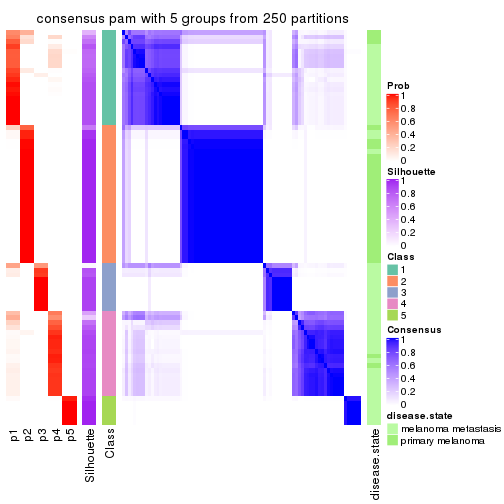 consensus pam with 5 groups from 250 partitions
Prob
1
0.8
0.6
0.4
0.2
0
Silhouette
1
0.8
0.6
0.4
0.2
0
Class
1
2
3
4
5
Consensus
1
0.8
0.6
0.4
0.2
0
disease.state
melanoma metastasis
primary melanoma
p1
p2
p3
p4
p5
Silhouette
Class
disease.state